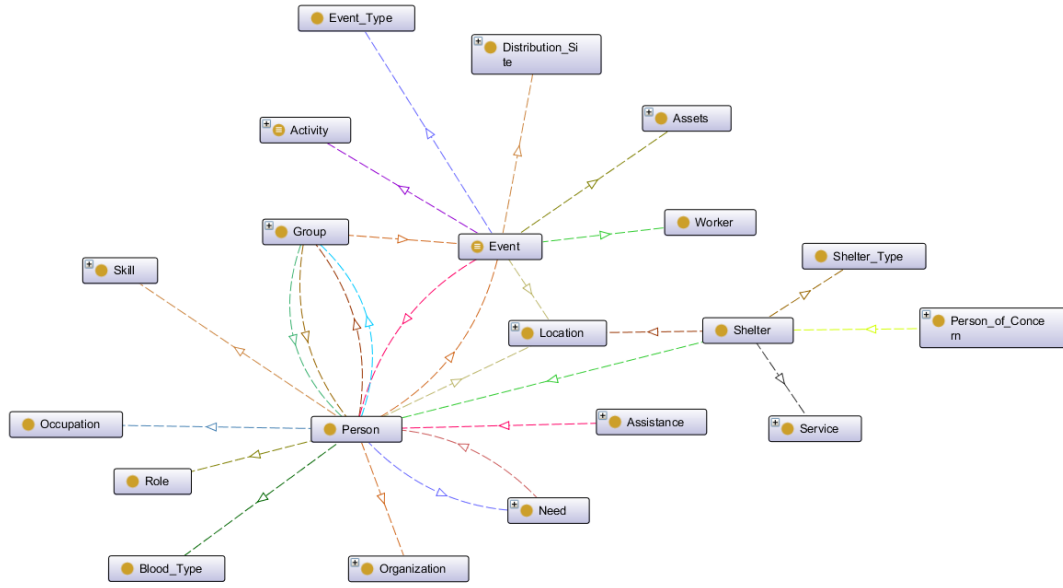 Event_Type
Distribution_Si
te
Assets
Activity
Worker
Group
Event
Shelter_Type
Skill
Location
Shelter
Person_of_Conce
rn
Occupation
Person
Assistance
Service
Role
Need
Blood_Type
Organization